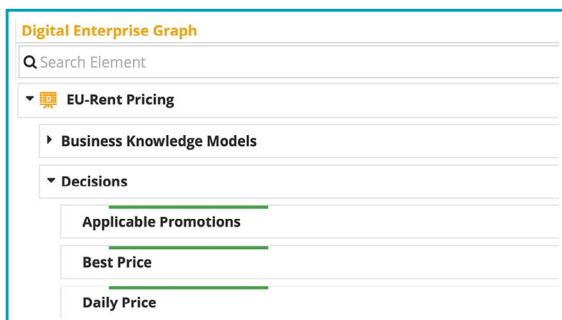 Digital Enterprise Graph
Search Element
EU-Rent Pricing
Business Knowledge Models
Decisions
Applicable Promotions
Best Price
Daily Price